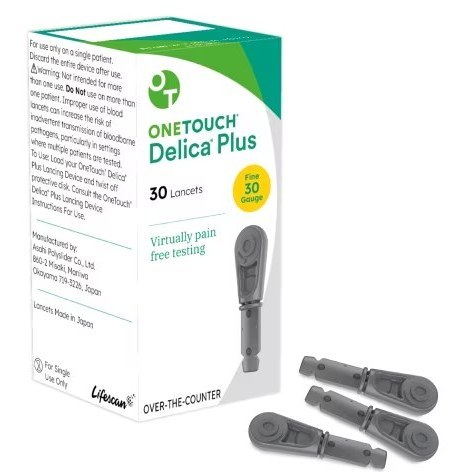 For use only on a single patient.
Discard the entire device after use.
⚠Warning: Not intended for more
than one use. Do Not use on more than
one patient. Improper use of blood
lancets can increase the risk of
inadvertent transmission of bloodborne
pathogens, particularly in settings
where multiple patients are tested.
To Use: Load your OneTouch® Delica®
Plus Lancing Device and twist off
protective disk. Consult the OneTouch®
Delica® Plus Lancing Device
Instructions For Use.
Manufactured by:
Asahi Polyslider Co., Ltd.
860-2 Misaki, Maniwa
Okayama 719-3226, Japan
Lancets Made in Japan
For Single
Use Only
Lifescan
OT
ONETOUCH®
Delica® Plus
30 Lancets
Fine
30
Gauge
Virtually pain
free testing
OVER-THE-COUNTER